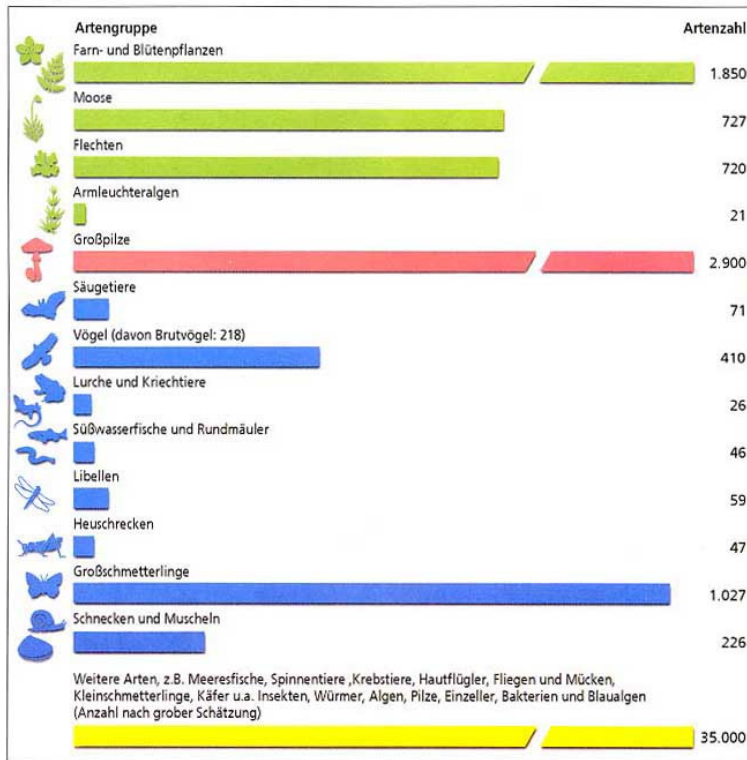 Artengruppe Artenzahl
Farn- und Blütenpflanzen
1.850
Moose
727
Flechten
720
Armleuchteralgen
21
Großpilze
2.900
Säugetiere
71
Vögel (davon Brutvögel: 218)
410
Lurche und Kriechtiere
26
Süßwasserfische und Rundmäuler
46
Libellen
59
Heuschrecken
47
Großschmetterlinge
1.027
Schnecken und Muscheln
226
Weitere Arten, z.B. Meeresfische, Spinnentiere ,Krebstiere, Hautflügler, Fliegen und Mücken,
Kleinschmetterlinge, Käfer u.a. Insekten, Würmer, Algen, Pilze, Einzeller, Bakterien und Blaualgen
(Anzahl nach grober Schätzung)
35.000